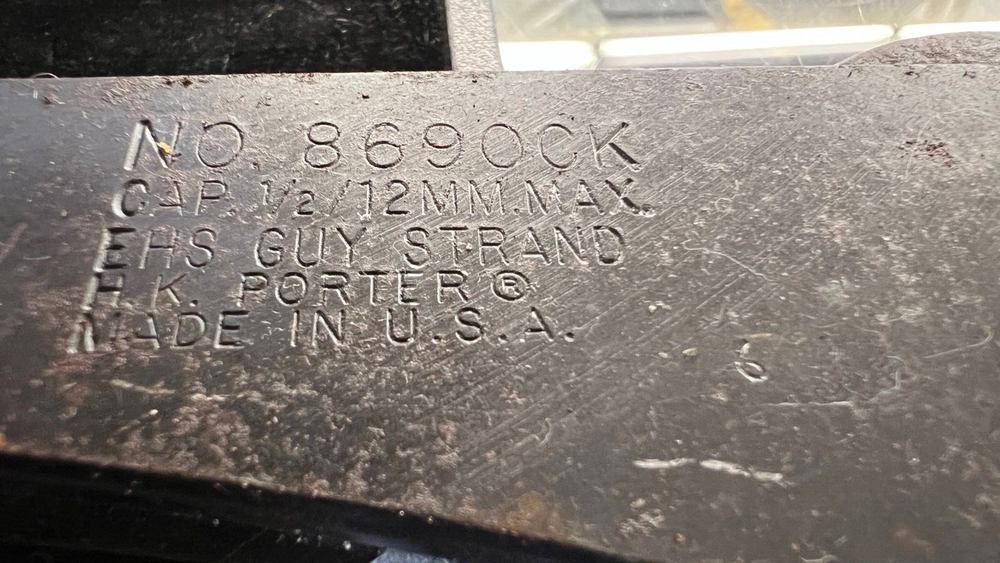 NO. 8690CK
CAP. 1/2/12MM.MAX.
EHS GUY STRAND
H.K. PORTER®
MADE IN U.S.A.